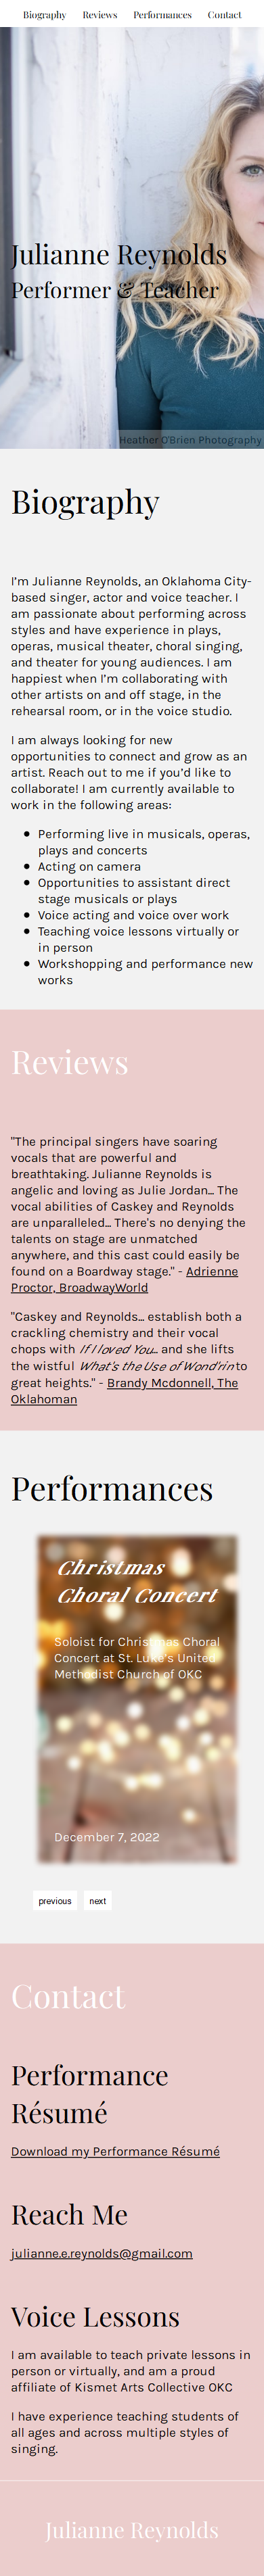 Biography Reviews Performances Contact
Julianne Reynolds
Performer & Teacher
Heather O'Brien Photography
Biography
I'm Julianne Reynolds, an Oklahoma City-
based singer, actor and voice teacher. I
am passionate about performing across
styles and have experience in plays,
operas, musical theater, choral singing,
and theater for young audiences. I am
happiest when I'm collaborating with
other artists on and off stage, in the
rehearsal room, or in the voice studio.
I am always looking for new
opportunities to connect and grow as an
artist. Reach out to me if you'd like to
collaborate! I am currently available to
work in the following areas:
Performing live in musicals, operas,
plays and concerts
Acting on camera
Opportunities to assistant direct
stage musicals or plays
Voice acting and voice over work
Teaching voice lessons virtually or
in person
Workshopping and performance new
works
Reviews
"The principal singers have soaring
vocals that are powerful and
breathtaking. Julianne Reynolds is
angelic and loving as Julie Jordan... The
vocal abilities of Caskey and Reynolds
are unparalleled... There's no denying the
talents on stage are unmatched
anywhere, and this cast could easily be
found on a Boardway stage." - Adrienne
Proctor, BroadwayWorld
"Caskey and Reynolds... establish both a
crackling chemistry and their vocal
chops with If I loved You... and she lifts
the wistful What's the Use of Wond'rin to
great heights." - Brandy Mcdonnell, The
Oklahoman
Performances
Christmas
Choral Concert
Soloist for Christmas Choral
Concert at St. Luke's United
Methodist Church of OKC
December 7, 2022
previous next
Contact
Performance
Résumé
Download my Performance Résumé
Reach Me
julianne.e.reynolds@gmail.com
Voice Lessons
I am available to teach private lessons in
person or virtually, and am a proud
affiliate of Kismet Arts Collective OKC
I have experience teaching students of
all ages and across multiple styles of
singing.
Julianne Reynolds